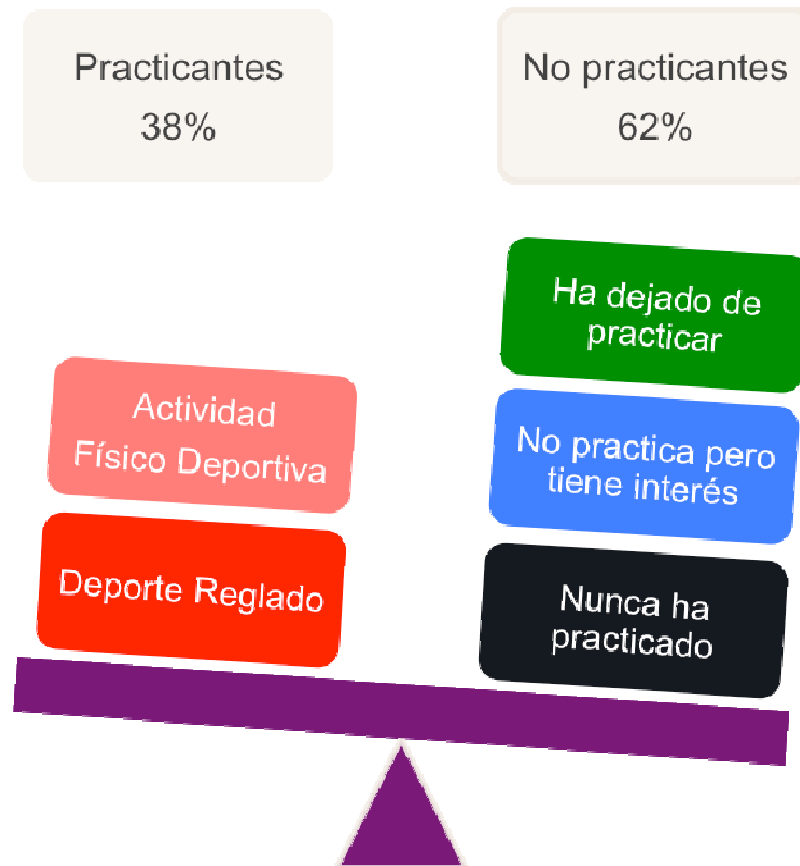 Practicantes
38%
No practicantes
62%
Actividad
Físico Deportiva
Deporte Reglado
Ha dejado de
practicar
No practica pero
tiene interés
Nunca ha
practicado